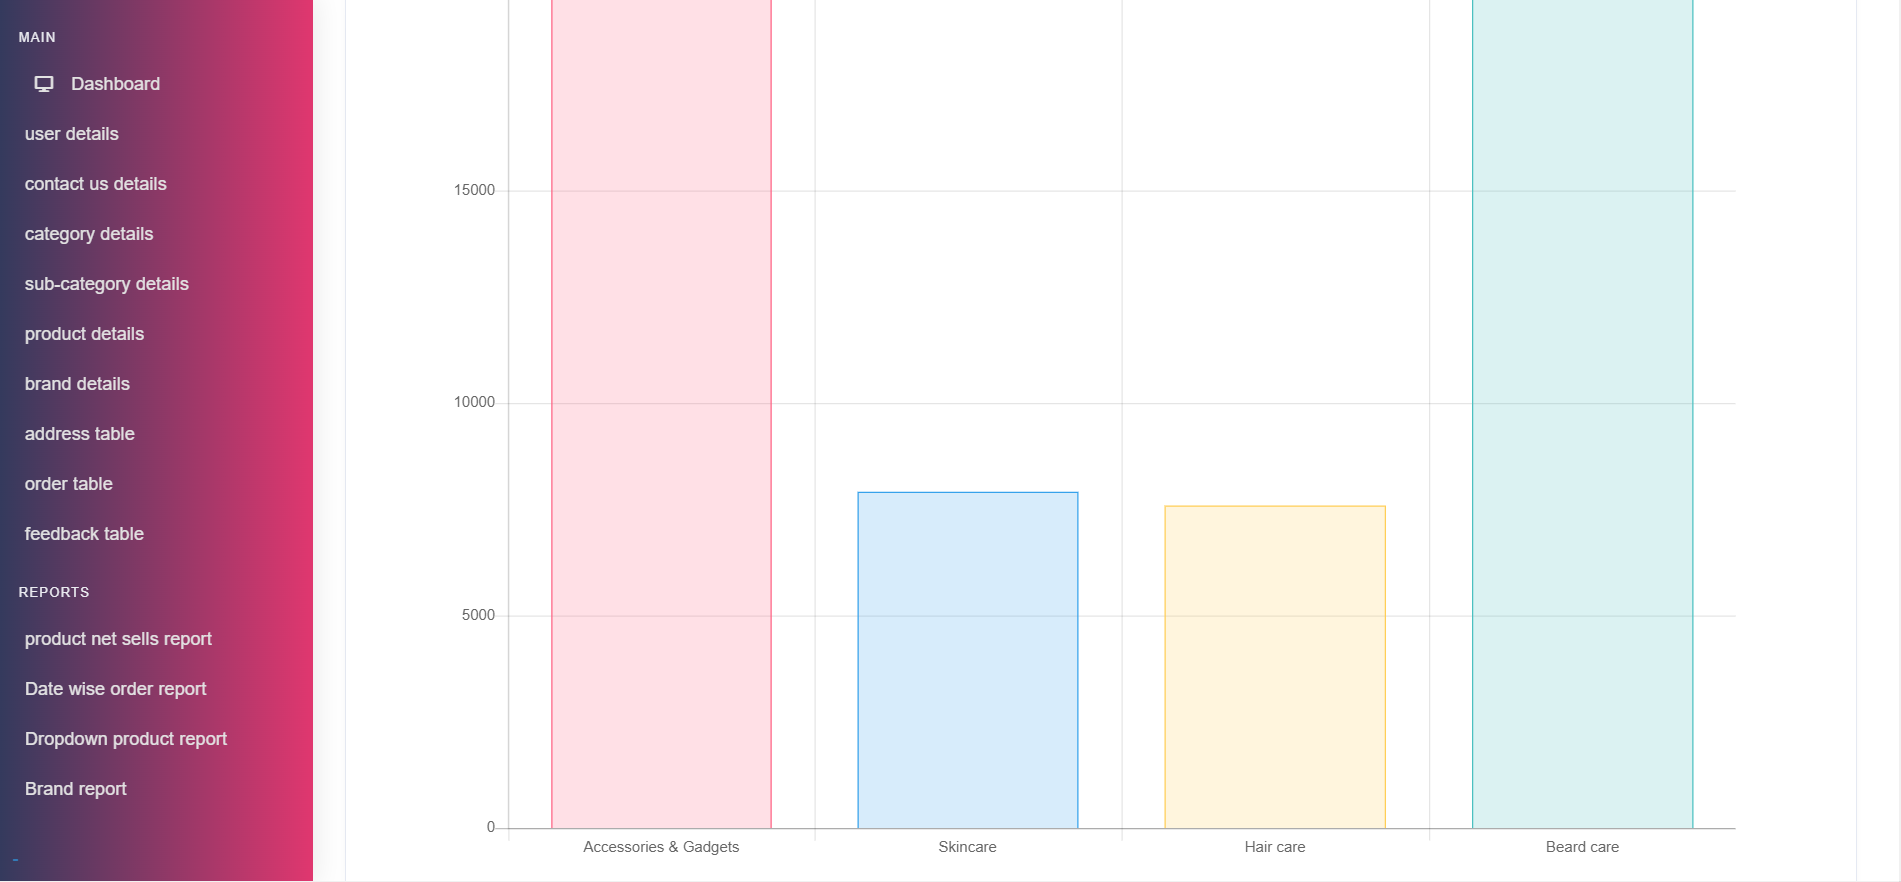 MAIN
Dashboard
user details
contact us details
category details
sub-category details
product details
brand details
address table
order table
feedback table
REPORTS
product net sells report
Date wise order report
Dropdown product report
Brand report
15000
10000
5000
0
Accessories & Gadgets
Skincare
Hair care
Beard care